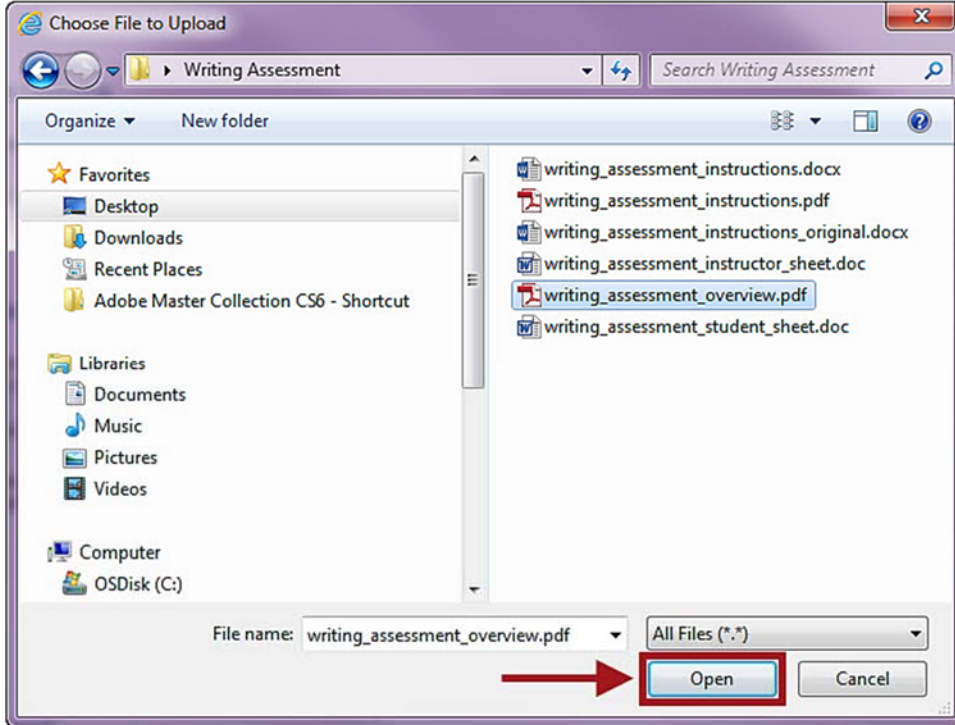 Choose File to Upload
Writing Assessment
Search Writing Assessment
Organize
New folder
Favorites
Desktop
Downloads
Recent Places
Adobe Master Collection CS6 - Shortcut
Libraries
Documents
Music
Pictures
Videos
Computer
OSDisk (C:)
writing_assessment_instructions.docx
writing_assessment_instructions.pdf
writing_assessment_instructions_original.docx
writing_assessment_instructor_sheet.doc
writing_assessment_overview.pdf
writing_assessment_student_sheet.doc
File name: writing_assessment_overview.pdf
All Files (*.*)
Open
Cancel